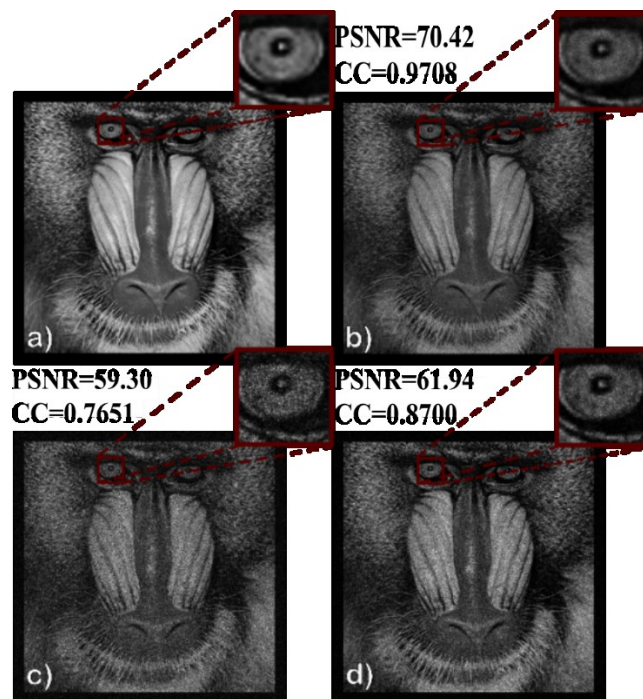 PSNR=70.42
CC=0.9708
a)
b)
PSNR=59.30
CC=0.7651
PSNR=61.94
CC=0.8700
c)
d)